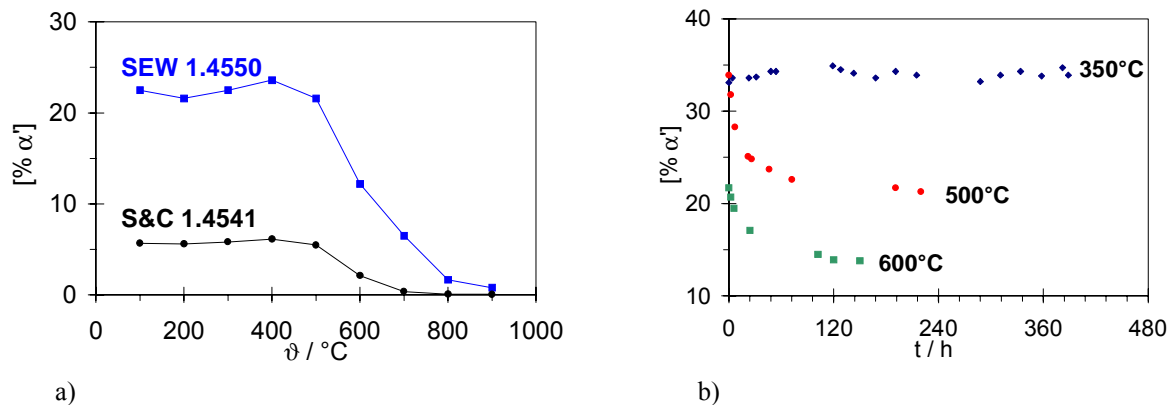 30
20
10
0
[% α']
SEW 1.4550
S&C 1.4541
0 200 400 600 800 1000
ϑ / °C
a)
40
30
20
10
[% α']
350°C
500°C
600°C
0 120 240 360 480
t / h
b)